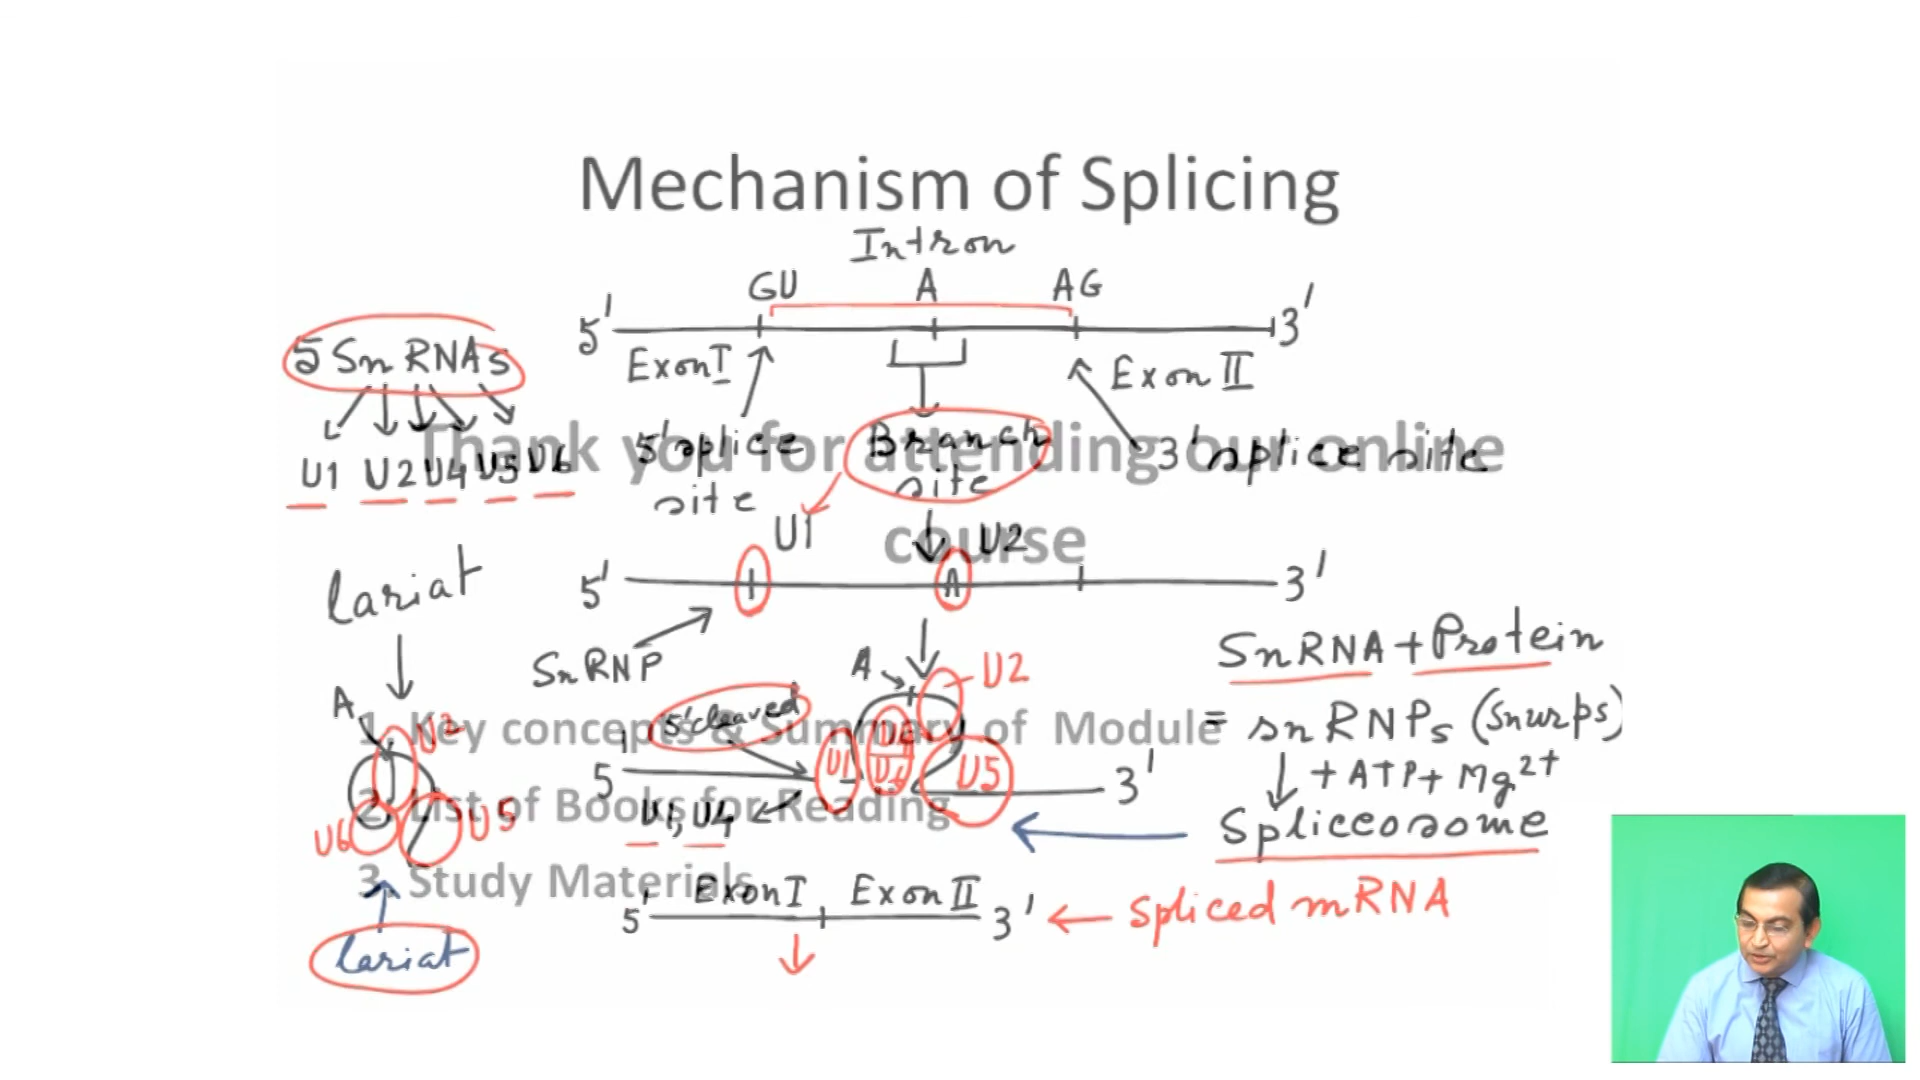 Mechanism of Splicing
Intron
GU A AG
5' 3'
5 Sn RNAs
Exon I Exon II
U1 U2 U4 U5 U6
5' splice site
Branch site
3' splice site
Thank you for attending our online
course
U1 U2
5' 3'
lariat
SnRNP
SnRNA + Protein
= snRNPs (Snurps)
+ ATP + Mg2+
Spliceosome
A U2
5' cleaved
1. Key concepts & Summary of Module
5 U1 U5 3'
U1, U4
A U2
U6 U5
2. List of Books for Reading
3. Study Materials
Exon I Exon II
5' 3' ← Spliced mRNA
lariat